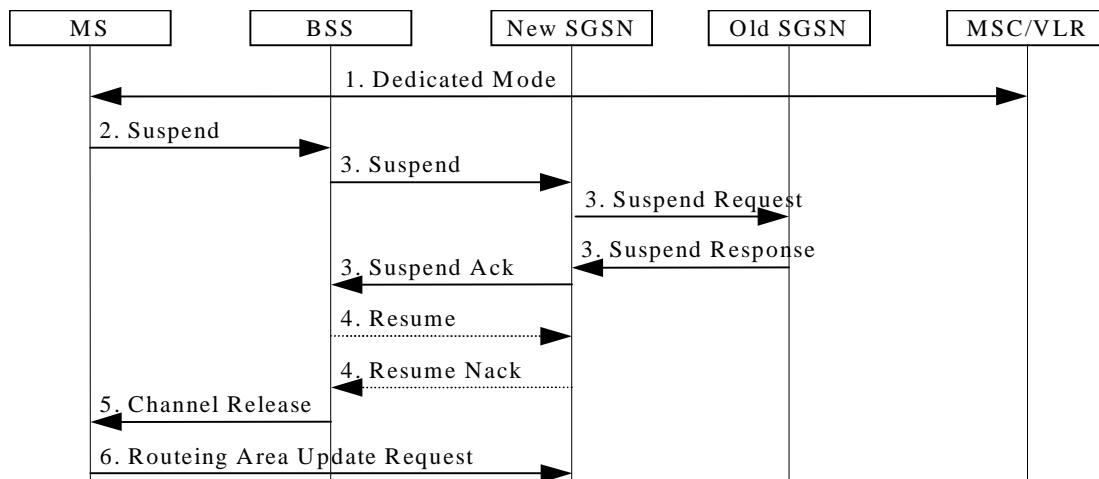 MS
BSS
New SGSN
Old SGSN
MSC/VLR
1. Dedicated Mode
2. Suspend
3. Suspend
3. Suspend Request
3. Suspend Response
3. Suspend Ack
4. Resume
4. Resume Nack
5. Channel Release
6. Routeing Area Update Request